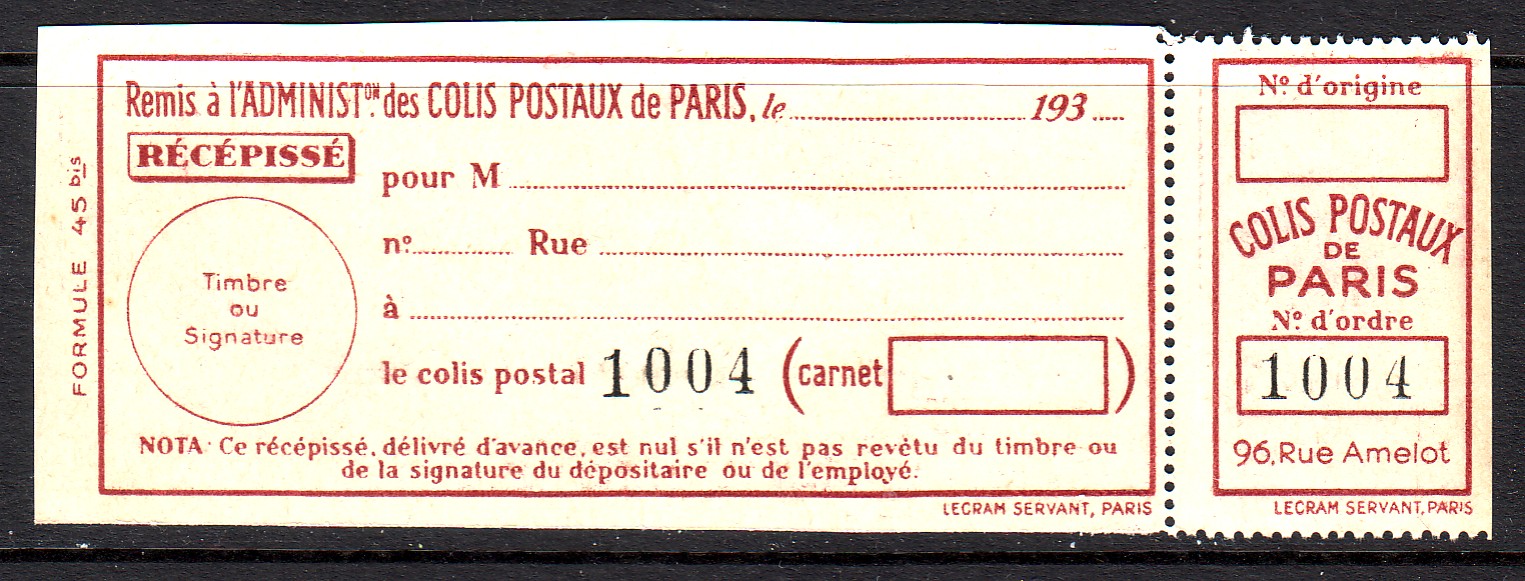 FORMULE 45 bis
Remis à l'ADMINISTON. des COLIS POSTAUX de PARIS, le 193
RÉCÉPISSÉ
pour M
nº Rue
Timbre
ou
Signature
à
le colis postal 1004 (carnet )
NOTA: Ce récépissé, délivré d'avance, est nul s'il n'est pas revêtu du timbre ou
de la signature du dépositaire ou de l'employé.
LECRAM SERVANT, PARIS
Nº d'origine
COLIS POSTAUX
DE
PARIS
Nº d'ordre
1004
96, Rue Amelot
LECRAM SERVANT, PARIS